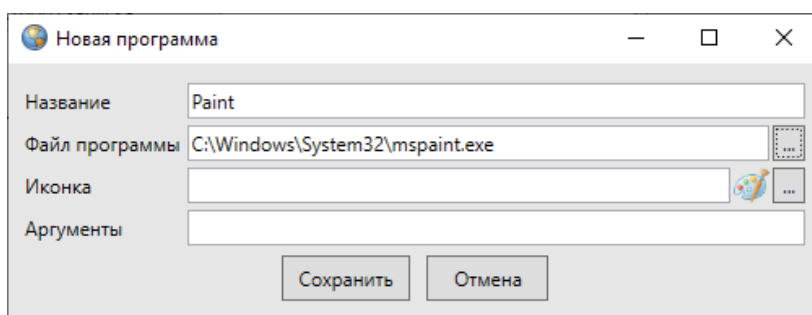 Новая программа
Название Paint
Файл программы C:\Windows\System32\mspaint.exe ...
Иконка ...
Аргументы
Сохранить Отмена